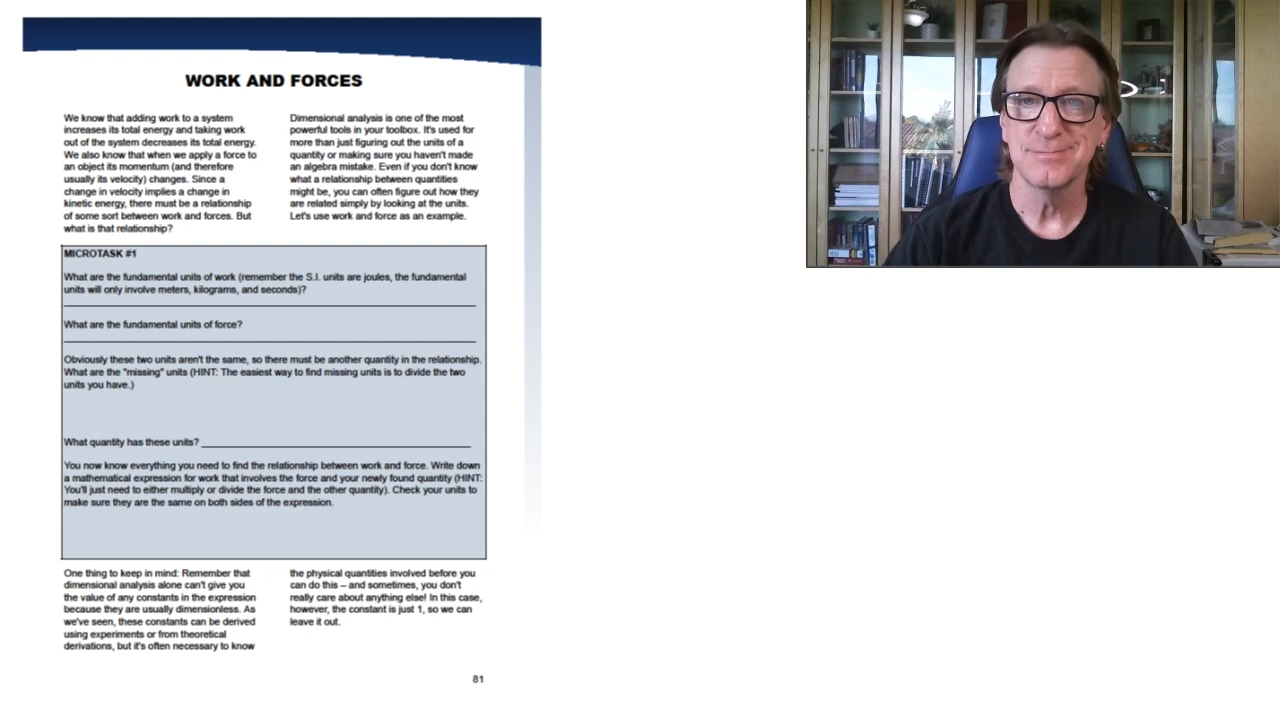 WORK AND FORCES
We know that adding work to a system
increases its total energy and taking work
out of the system decreases its total energy.
We also know that when we apply a force to
an object its momentum (and therefore
usually its velocity) changes. Since a
change in velocity implies a change in
kinetic energy, there must be a relationship
of some sort between work and forces. But
what is that relationship?
Dimensional analysis is one of the most
powerful tools in your toolbox. It's used for
more than just figuring out the units of a
quantity or making sure you haven't made
an algebra mistake. Even if you don't know
what a relationship between quantities
might be, you can often figure out how they
are related simply by looking at the units.
Let's use work and force as an example.
MICROTASK #1
What are the fundamental units of work (remember the S.I. units are joules, the fundamental
units will only involve meters, kilograms, and seconds)?
What are the fundamental units of force?
Obviously these two units aren't the same, so there must be another quantity in the relationship.
What are the "missing" units (HINT: The easiest way to find missing units is to divide the two
units you have.)
What quantity has these units?
You now know everything you need to find the relationship between work and force. Write down
a mathematical expression for work that involves the force and your newly found quantity (HINT:
You'll just need to either multiply or divide the force and the other quantity). Check your units to
make sure they are the same on both sides of the expression.
One thing to keep in mind: Remember that
dimensional analysis alone can't give you
the value of any constants in the expression
because they are usually dimensionless. As
we've seen, these constants can be derived
using experiments or from theoretical
derivations, but it's often necessary to know
the physical quantities involved before you
can do this – and sometimes, you don't
really care about anything else! In this case,
however, the constant is just 1, so we can
leave it out.
81